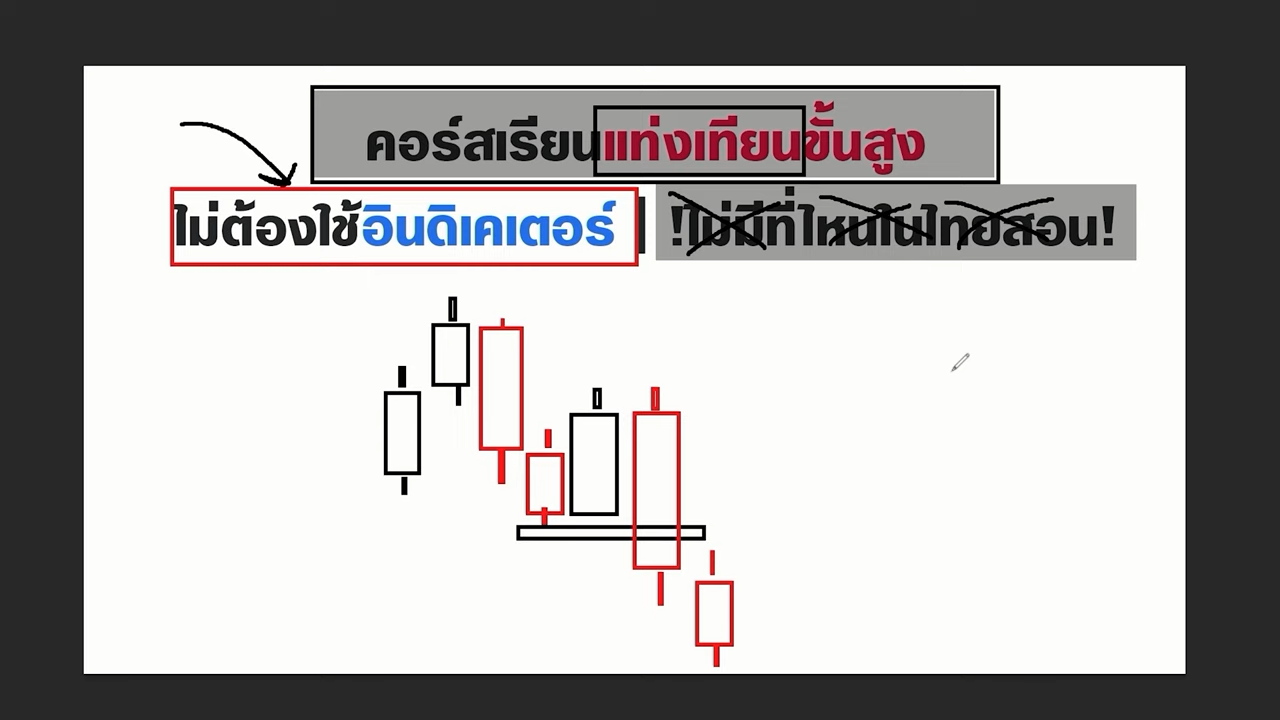 คอร์สเรียนแท่งเทียนขั้นสูง
ไม่ต้องใช้อินดิเคเตอร์ | !ไม่มีที่ไหนในไทยสอน!